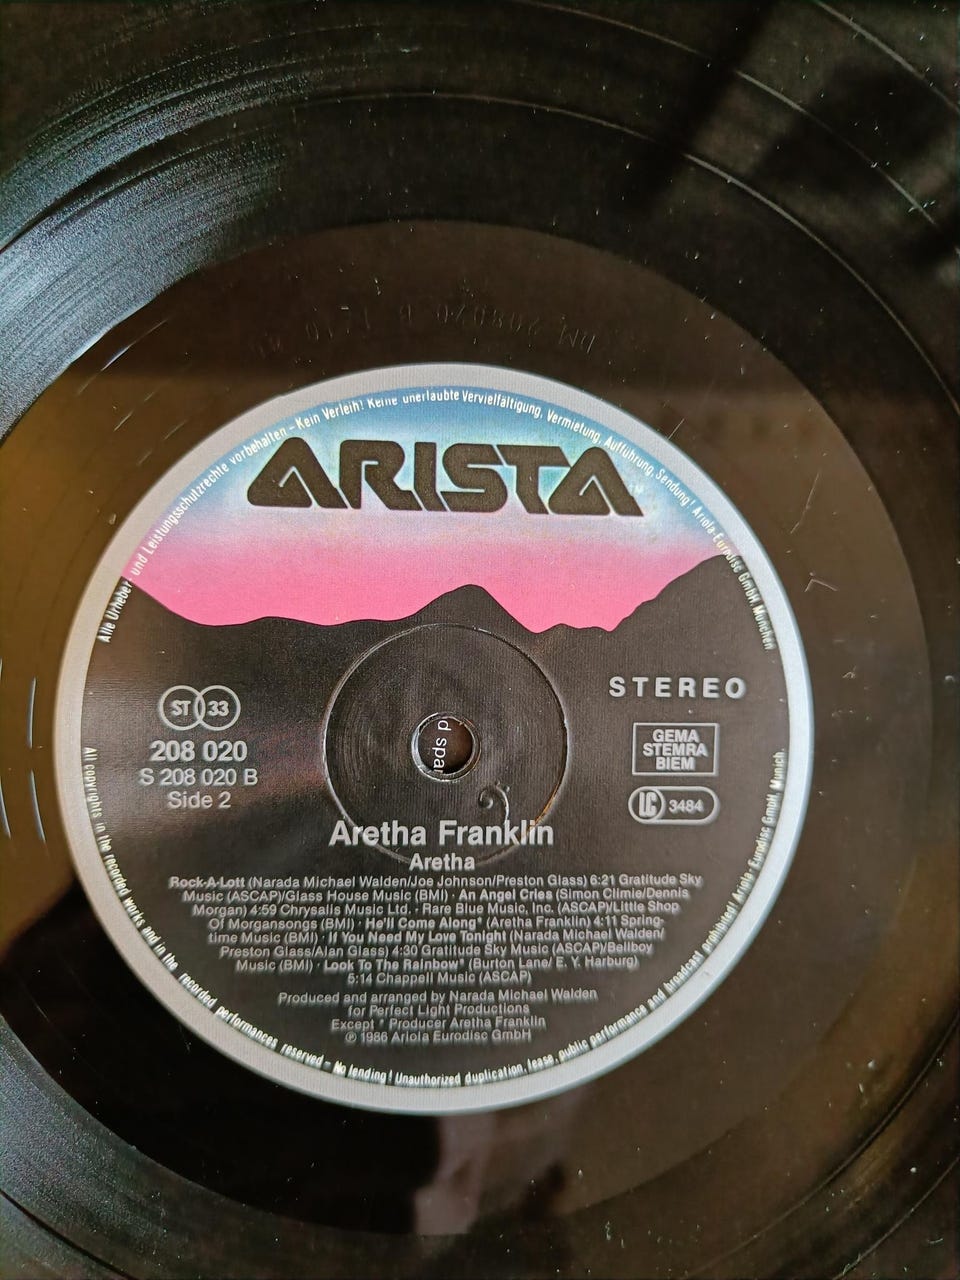 Alle Urheber- und Leistungsschutzrechte vorbehalten – Kein Verleih! Keine unerlaubte Vervielfältigung, Vermietung, Aufführung, Sendung! Ariola-Eurodisc GmbH, München
ARISTA
STEREO
ST 33
208 020
S 208 020 B
Side 2
GEMA
STEMRA
BIEM
LC 3484
Aretha Franklin
Aretha
Rock-A-Lott (Narada Michael Walden/Joe Johnson/Preston Glass) 6:21 Gratitude Sky
Music (ASCAP)/Glass House Music (BMI) · An Angel Cries (Simon Climie/Dennis
Morgan) 4:59 Chrysalis Music Ltd. · Rare Blue Music, Inc. (ASCAP)/Little Shop
Of Morgansongs (BMI) · He'll Come Along* (Aretha Franklin) 4:11 Spring-
time Music (BMI) · If You Need My Love Tonight (Narada Michael Walden/
Preston Glass/Alan Glass) 4:30 Gratitude Sky Music (ASCAP)/Bellboy
Music (BMI) · Look To The Rainbow* (Burton Lane/ E. Y. Harburg)
5:14 Chappell Music (ASCAP)
Produced and arranged by Narada Michael Walden
for Perfect Light Productions
Except * Producer Aretha Franklin
℗ 1986 Ariola Eurodisc GmbH
All copyrights in the recorded works and in the recorded performances reserved – No lending! Unauthorized duplication, lease, public performance and broadcast prohibited! Ariola-Eurodisc GmbH, Munich.